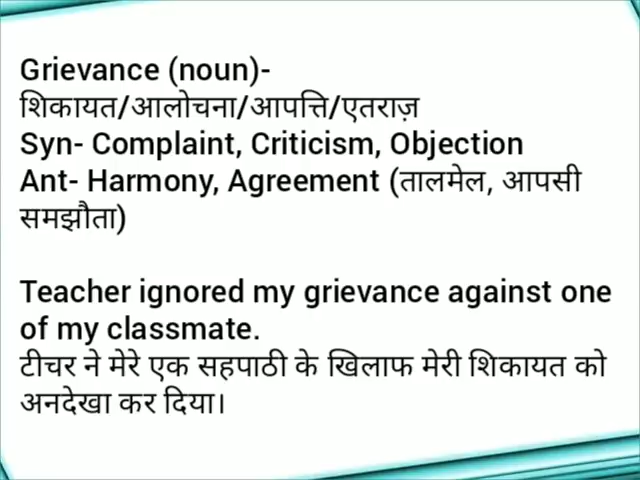 Grievance (noun)-
शिकायत/आलोचना/आपत्ति/एतराज़
Syn- Complaint, Criticism, Objection
Ant- Harmony, Agreement (तालमेल, आपसी
समझौता)
Teacher ignored my grievance against one
of my classmate.
टीचर ने मेरे एक सहपाठी के खिलाफ मेरी शिकायत को
अनदेखा कर दिया।